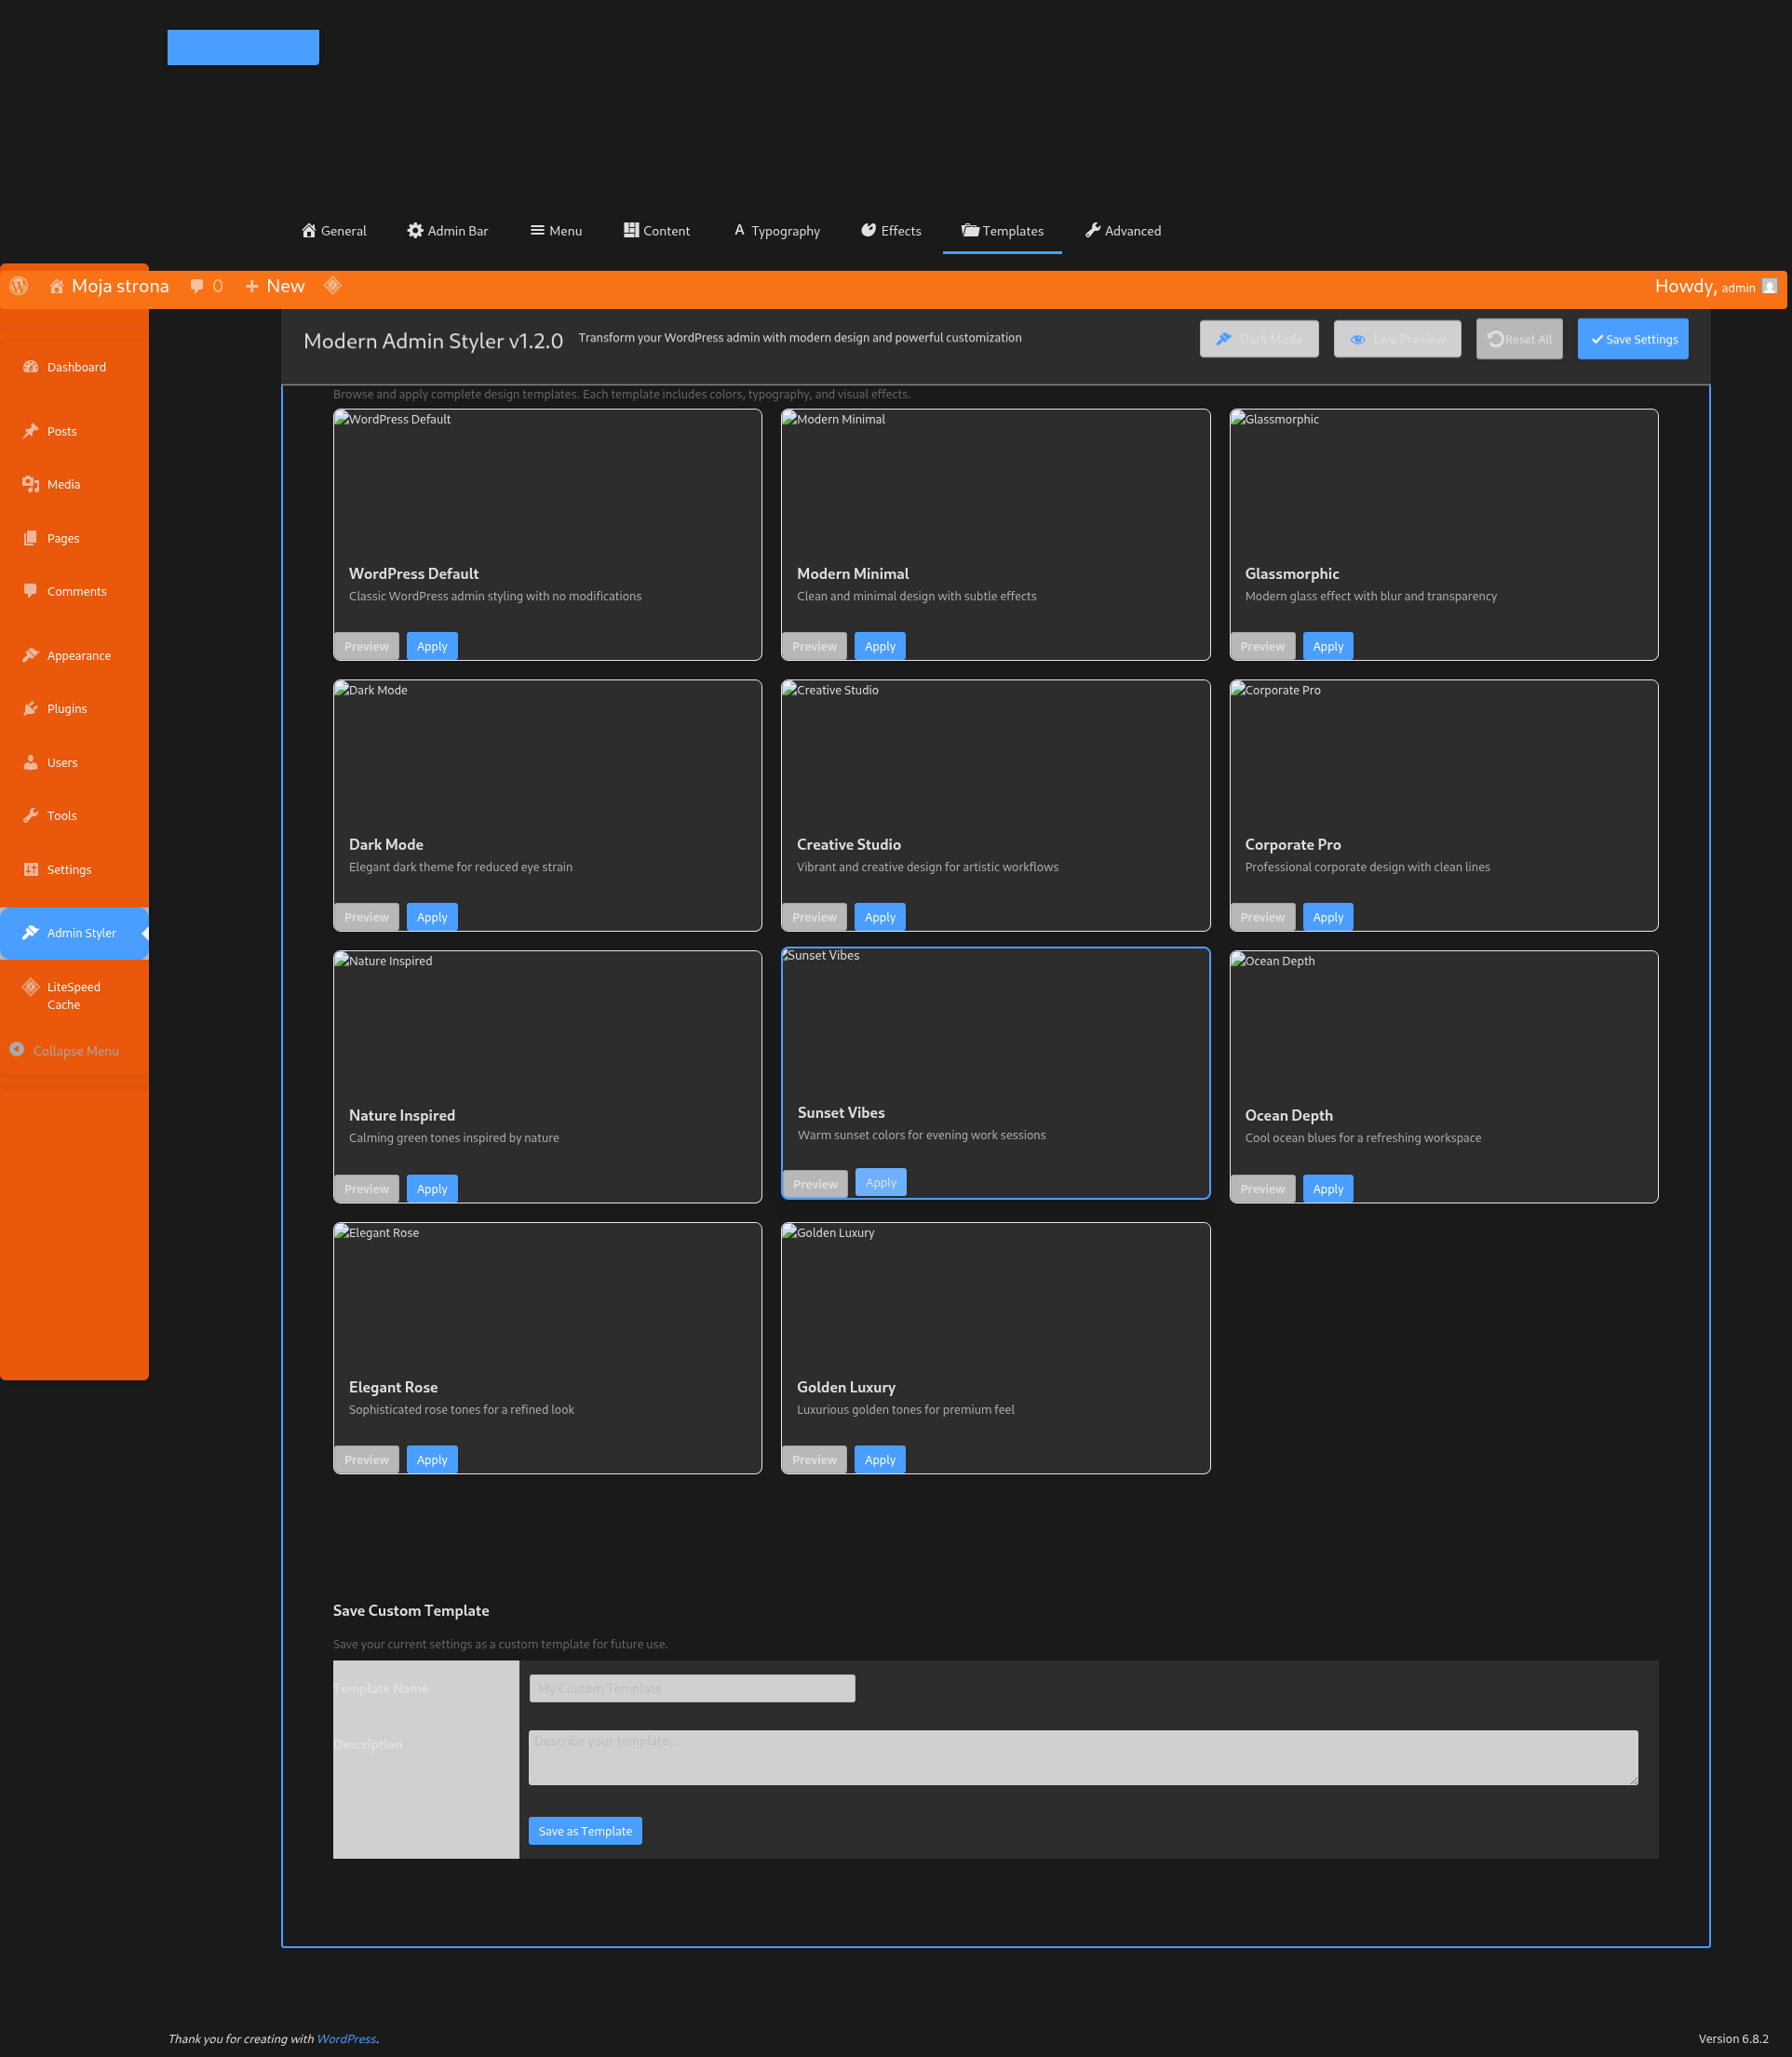 General
Admin Bar
Menu
Content
Typography
Effects
Templates
Advanced
Moja strona
0
New
Howdy, admin
Modern Admin Styler v1.2.0
Transform your WordPress admin with modern design and powerful customization
Dark Mode
Live Preview
Reset All
Save Settings
Dashboard
Posts
Media
Pages
Comments
Appearance
Plugins
Users
Tools
Settings
Admin Styler
LiteSpeed
Cache
Collapse Menu
Browse and apply complete design templates. Each template includes colors, typography, and visual effects.
WordPress Default
WordPress Default
Classic WordPress admin styling with no modifications
Preview
Apply
Modern Minimal
Modern Minimal
Clean and minimal design with subtle effects
Preview
Apply
Glassmorphic
Glassmorphic
Modern glass effect with blur and transparency
Preview
Apply
Dark Mode
Dark Mode
Elegant dark theme for reduced eye strain
Preview
Apply
Creative Studio
Creative Studio
Vibrant and creative design for artistic workflows
Preview
Apply
Corporate Pro
Corporate Pro
Professional corporate design with clean lines
Preview
Apply
Nature Inspired
Nature Inspired
Calming green tones inspired by nature
Preview
Apply
Sunset Vibes
Sunset Vibes
Warm sunset colors for evening work sessions
Preview
Apply
Ocean Depth
Ocean Depth
Cool ocean blues for a refreshing workspace
Preview
Apply
Elegant Rose
Elegant Rose
Sophisticated rose tones for a refined look
Preview
Apply
Golden Luxury
Golden Luxury
Luxurious golden tones for premium feel
Preview
Apply
Save Custom Template
Save your current settings as a custom template for future use.
Template Name
My Custom Template
Description
Describe your template...
Save as Template
Thank you for creating with WordPress.
Version 6.8.2